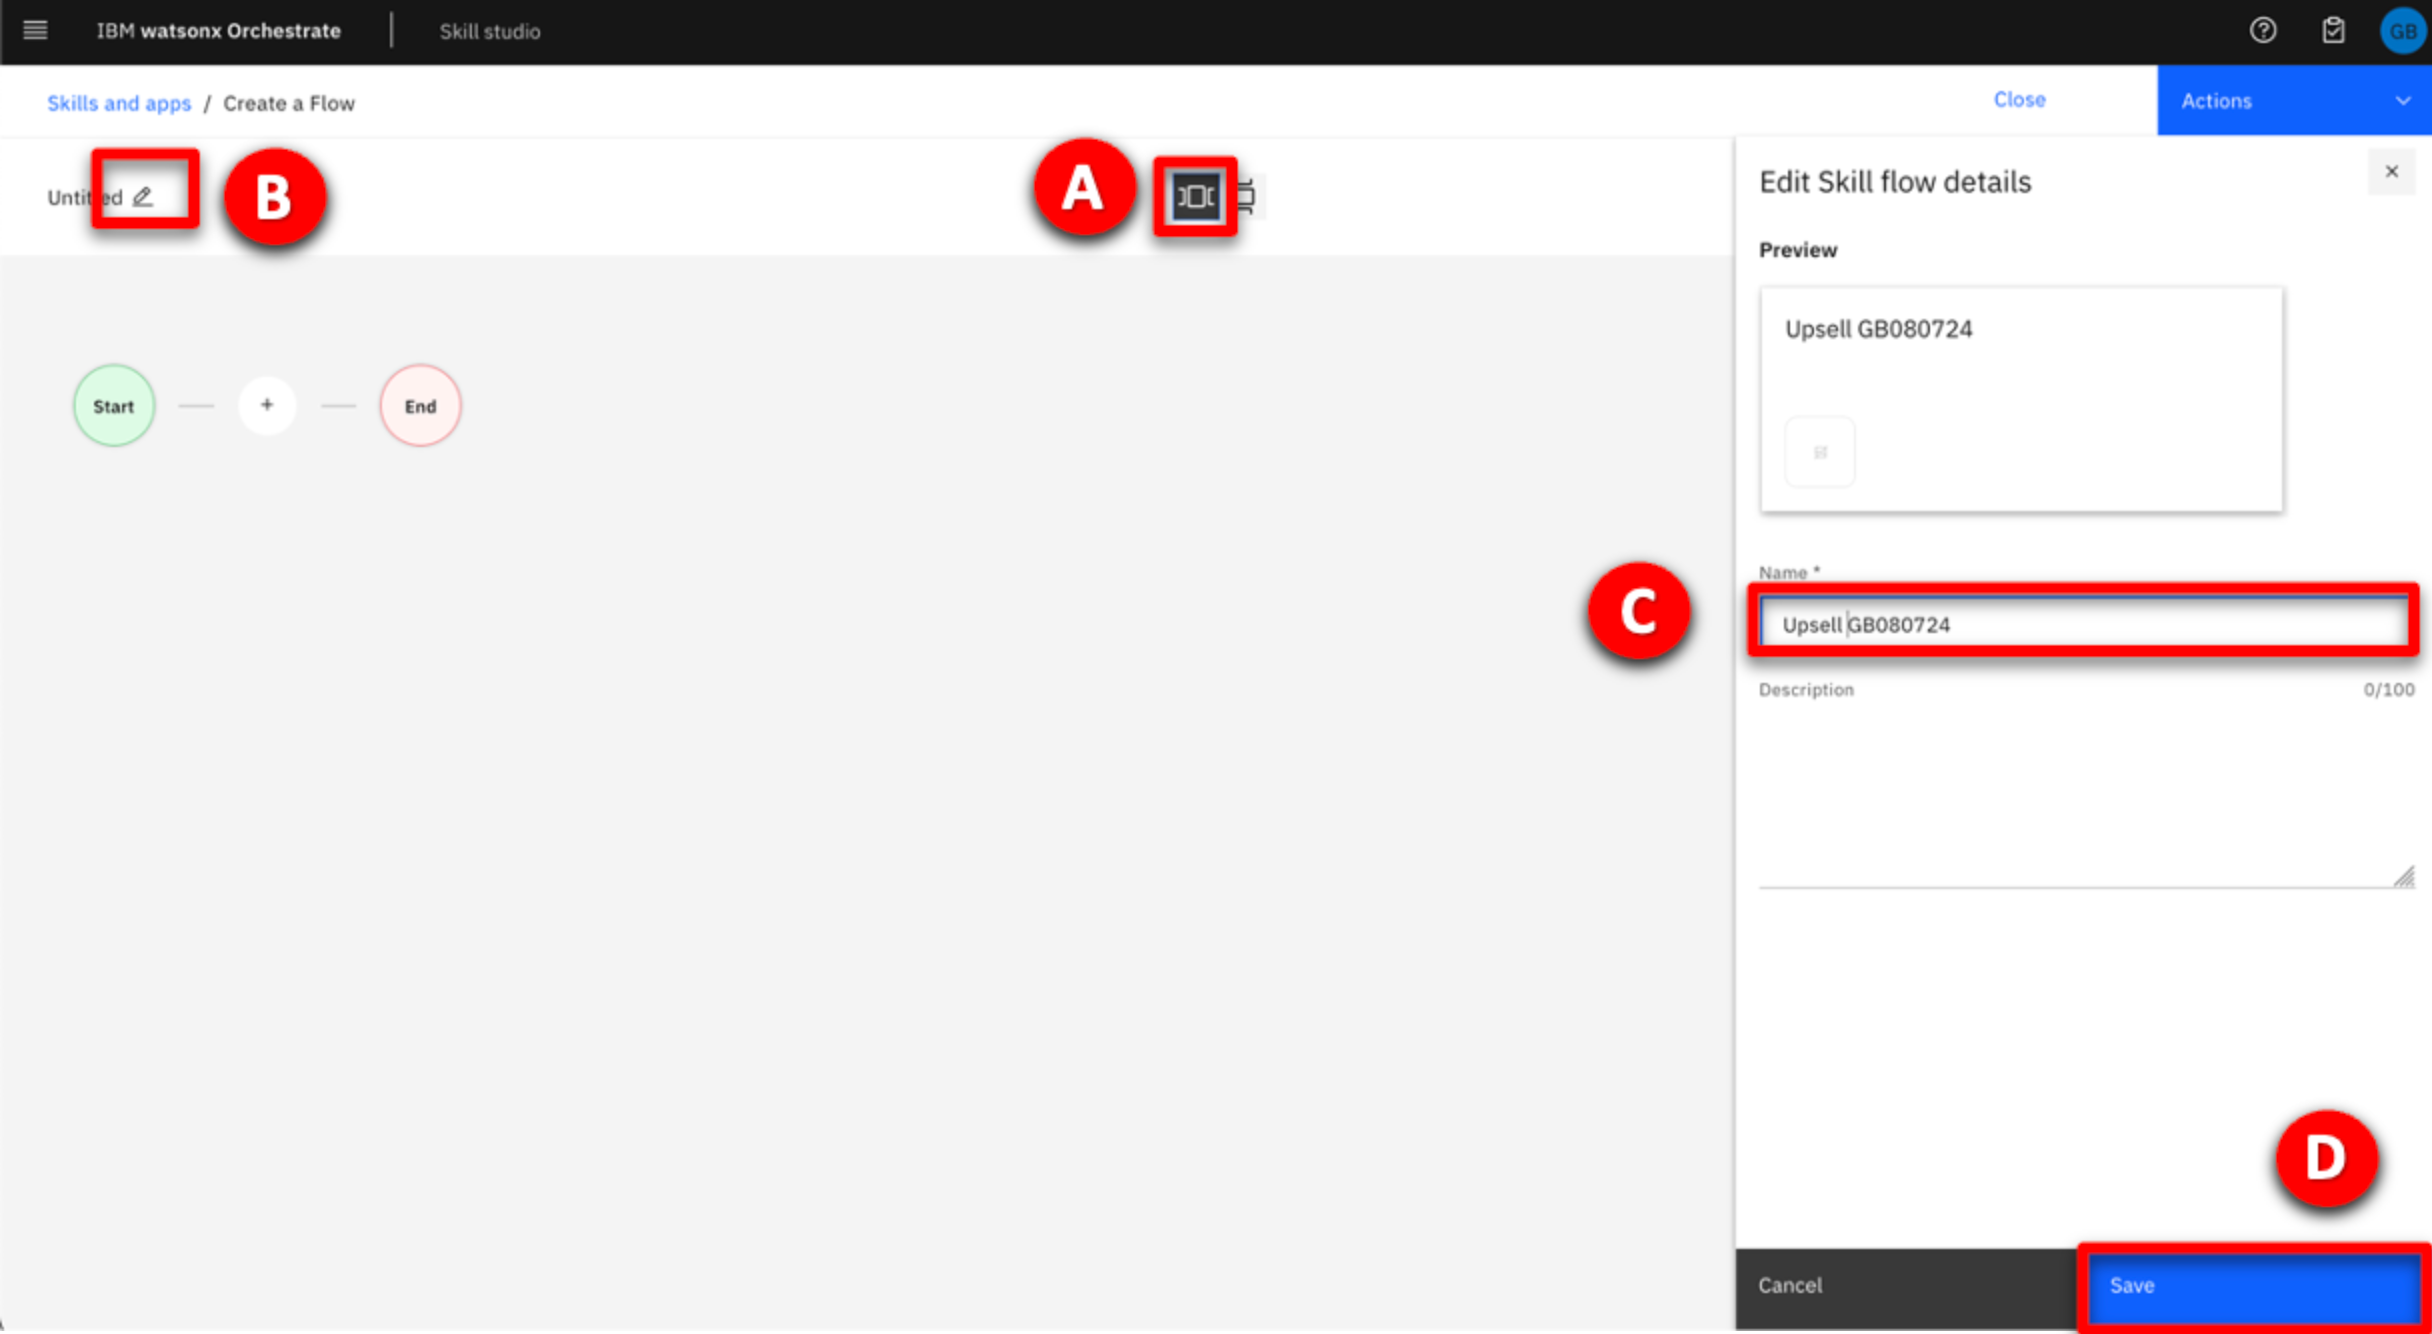 IBM watsonx Orchestrate Skill studio GB
Skills and apps / Create a Flow Close Actions
Untitled B A
Edit Skill flow details
Preview
Upsell GB080724
Start + End
C
Name *
Upsell GB080724
Description 0/100
D
Cancel Save